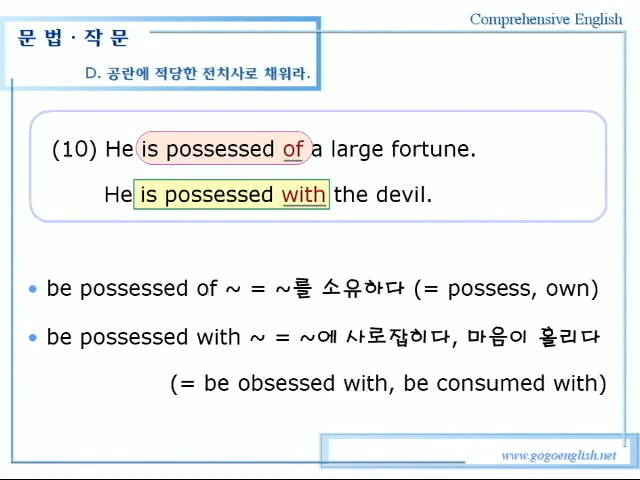 Comprehensive English
문 법 · 작 문
D. 공란에 적당한 전치사로 채워라.
(10) He is possessed of a large fortune.
He is possessed with the devil.
• be possessed of ~ = ~를 소유하다 (= possess, own)
• be possessed with ~ = ~에 사로잡히다, 마음이 홀리다
(= be obsessed with, be consumed with)
www.gogoenglish.net